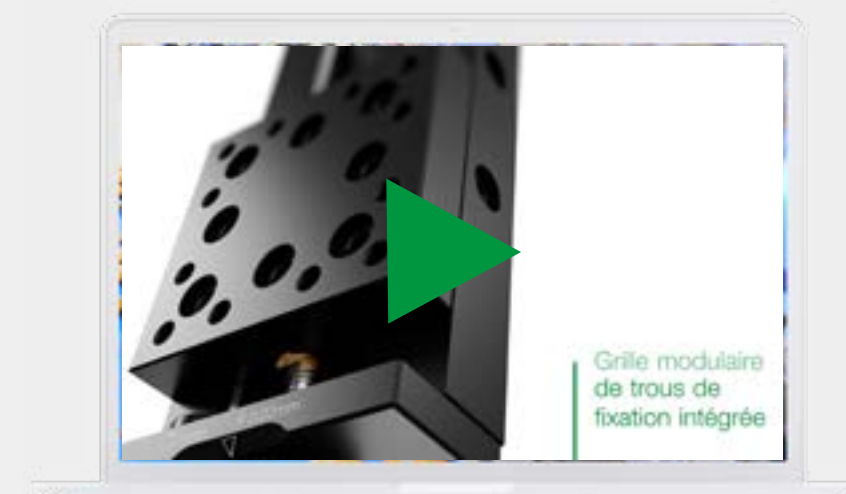 Grille modulaire
de trous de
fixation intégrée